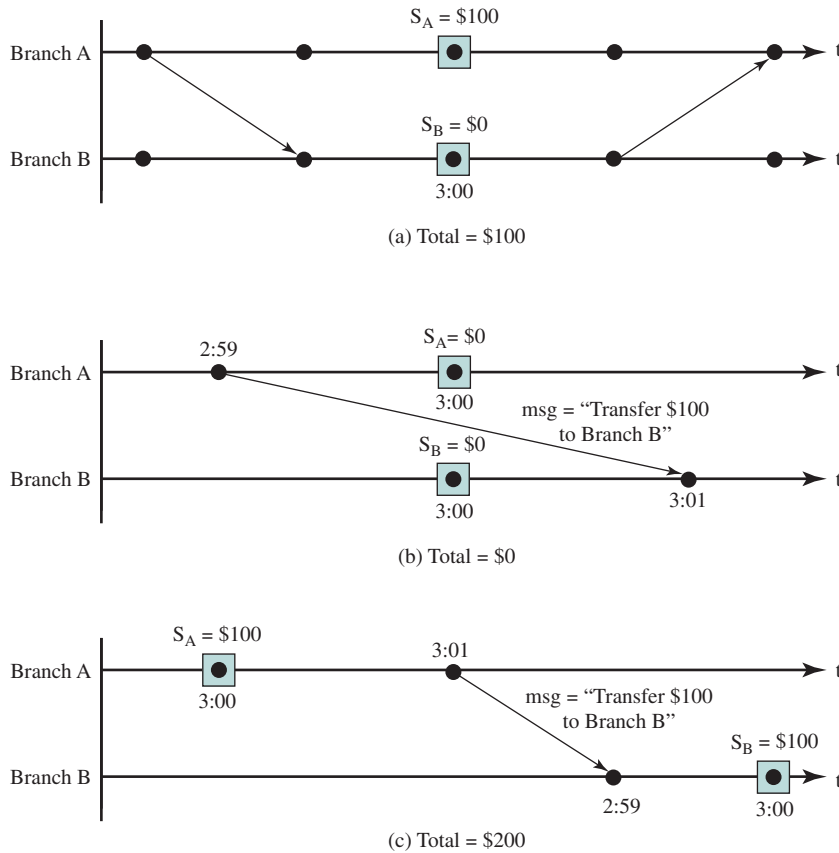 S_A = $100
Branch A
t
S_B = $0
Branch B
t
3:00
(a) Total = $100
2:59
S_A= $0
Branch A
t
3:00
msg = “Transfer $100
to Branch B”
S_B = $0
Branch B
t
3:00
3:01
(b) Total = $0
S_A = $100
3:01
Branch A
t
3:00
msg = “Transfer $100
to Branch B”
S_B = $100
Branch B
t
2:59
3:00
(c) Total = $200